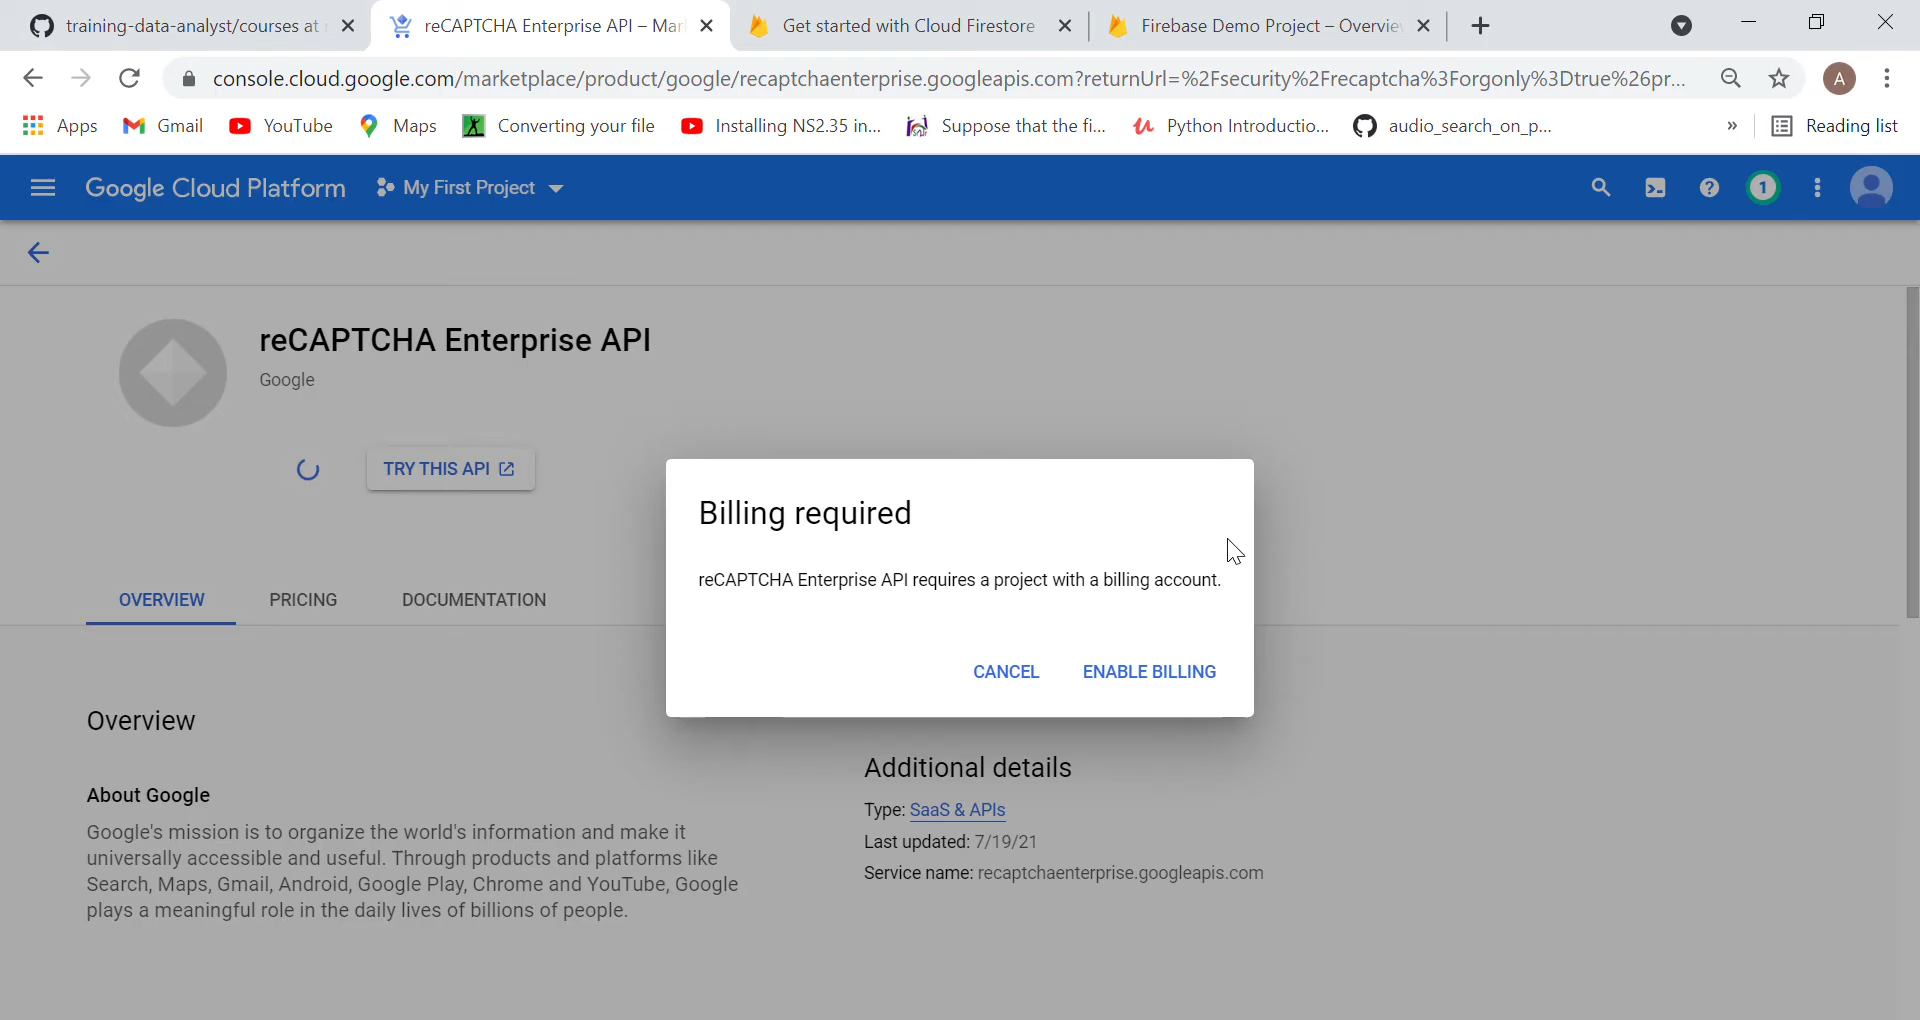 training-data-analyst/courses at
reCAPTCHA Enterprise API – Mar
Get started with Cloud Firestore
Firebase Demo Project – Overvie
console.cloud.google.com/marketplace/product/google/recaptchaenterprise.googleapis.com?returnUrl=%2Fsecurity%2Frecaptcha%3Forgonly%3Dtrue%26pr...
A
Apps
Gmail
YouTube
Maps
Converting your file
Installing NS2.35 in...
Suppose that the fi...
Python Introductio...
audio_search_on_p...
»
Reading list
Google Cloud Platform
My First Project
1
reCAPTCHA Enterprise API
Google
TRY THIS API
Billing required
reCAPTCHA Enterprise API requires a project with a billing account.
CANCEL
ENABLE BILLING
OVERVIEW
PRICING
DOCUMENTATION
Overview
About Google
Google's mission is to organize the world's information and make it
universally accessible and useful. Through products and platforms like
Search, Maps, Gmail, Android, Google Play, Chrome and YouTube, Google
plays a meaningful role in the daily lives of billions of people.
Additional details
Type: SaaS & APIs
Last updated: 7/19/21
Service name: recaptchaenterprise.googleapis.com